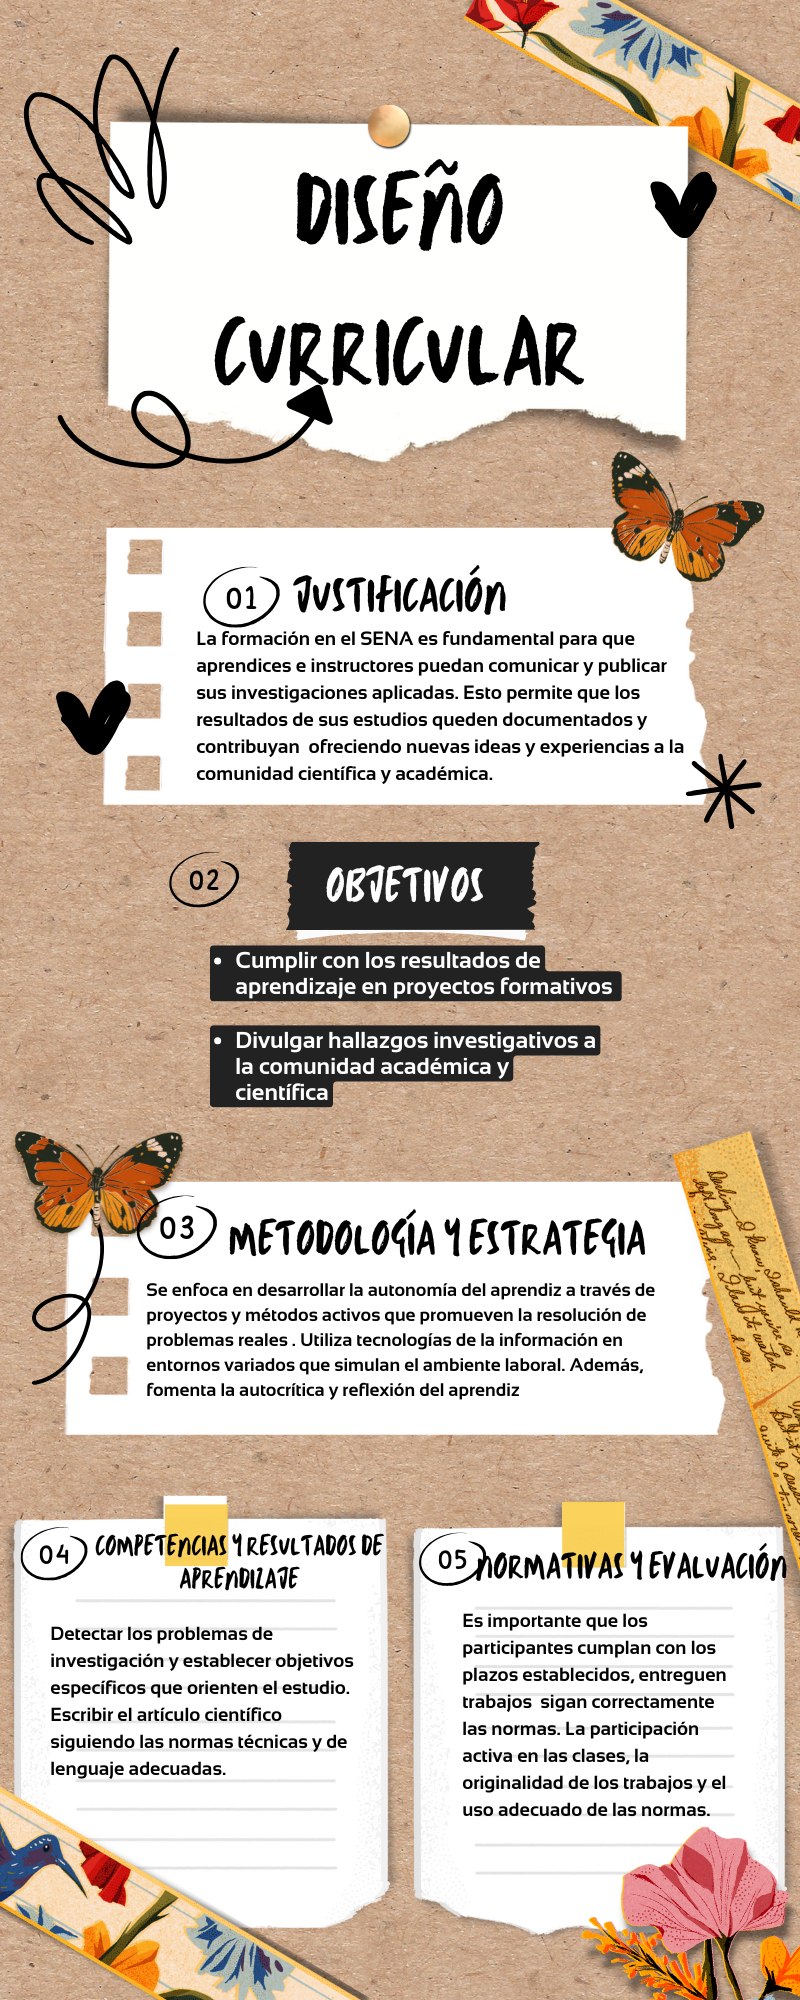 DISEÑO
CURRICULAR
01 JUSTIFICACIÓN
La formación en el SENA es fundamental para que
aprendices e instructores puedan comunicar y publicar
sus investigaciones aplicadas. Esto permite que los
resultados de sus estudios queden documentados y
contribuyan  ofreciendo nuevas ideas y experiencias a la
comunidad científica y académica.
02 OBJETIVOS
• Cumplir con los resultados de
aprendizaje en proyectos formativos
• Divulgar hallazgos investigativos a
la comunidad académica y
científica
03 METODOLOGÍA Y ESTRATEGIA
Se enfoca en desarrollar la autonomía del aprendiz a través de
proyectos y métodos activos que promueven la resolución de
problemas reales . Utiliza tecnologías de la información en
entornos variados que simulan el ambiente laboral. Además,
fomenta la autocrítica y reflexión del aprendiz
04 COMPETENCIAS Y RESULTADOS DE
APRENDIZAJE
Detectar los problemas de
investigación y establecer objetivos
específicos que orienten el estudio.
Escribir el artículo científico
siguiendo las normas técnicas y de
lenguaje adecuadas.
05 NORMATIVAS Y EVALUACIÓN
Es importante que los
participantes cumplan con los
plazos establecidos, entreguen
trabajos  sigan correctamente
las normas. La participación
activa en las clases, la
originalidad de los trabajos y el
uso adecuado de las normas.